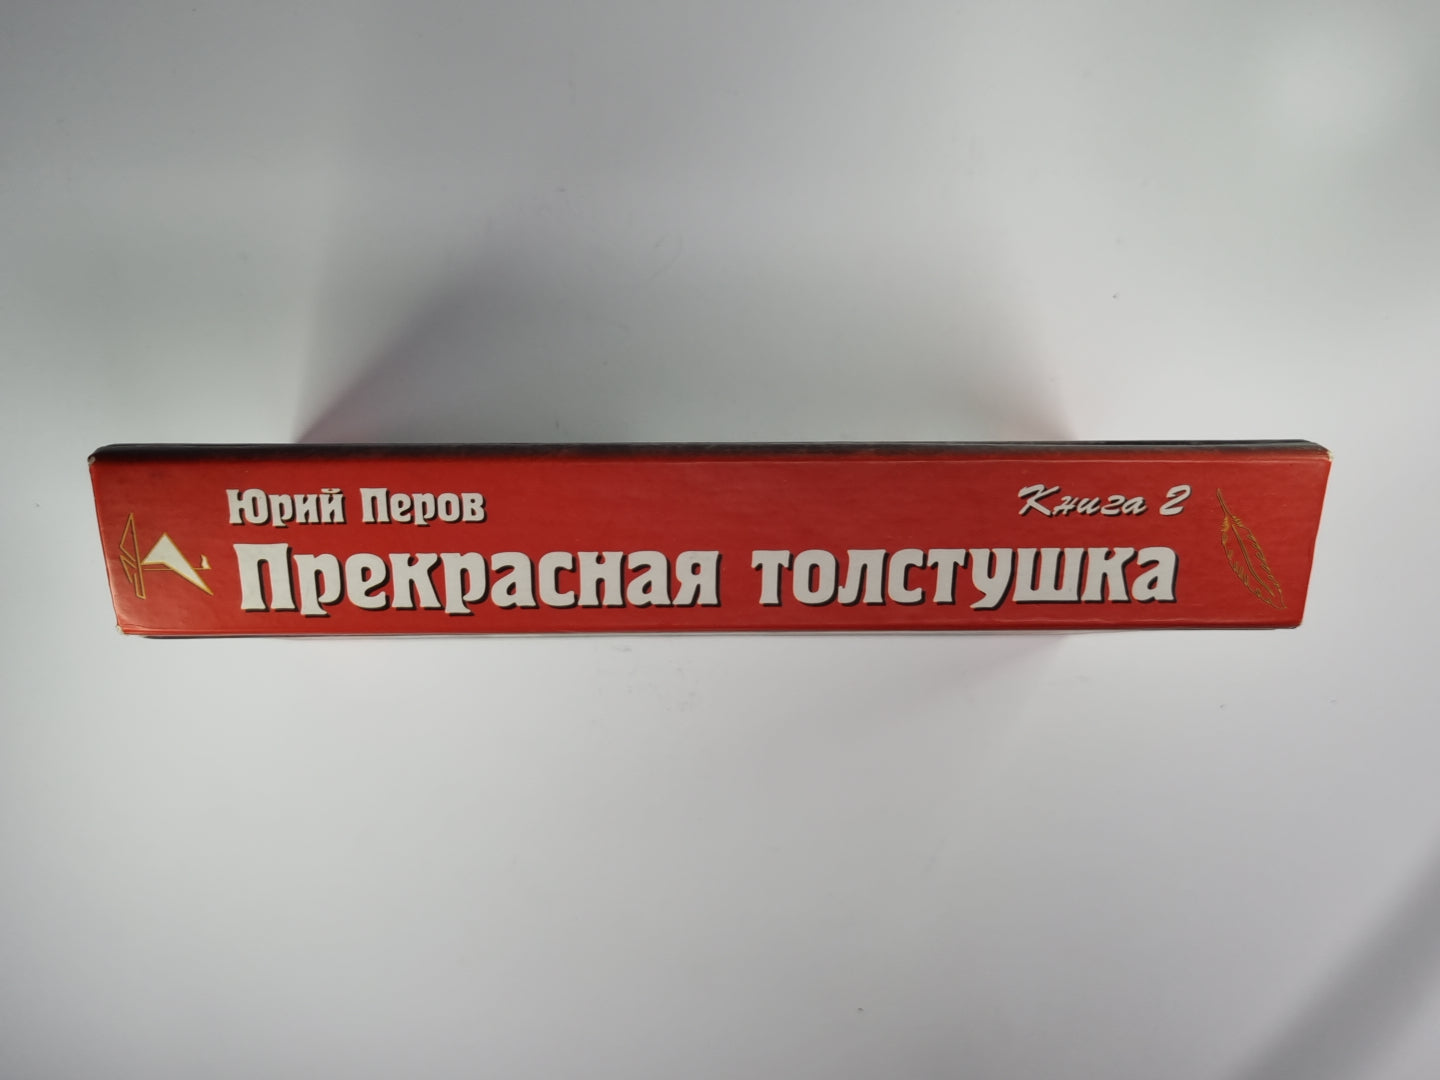 Юрий Перов
Книга 2
Прекрасная толстушка